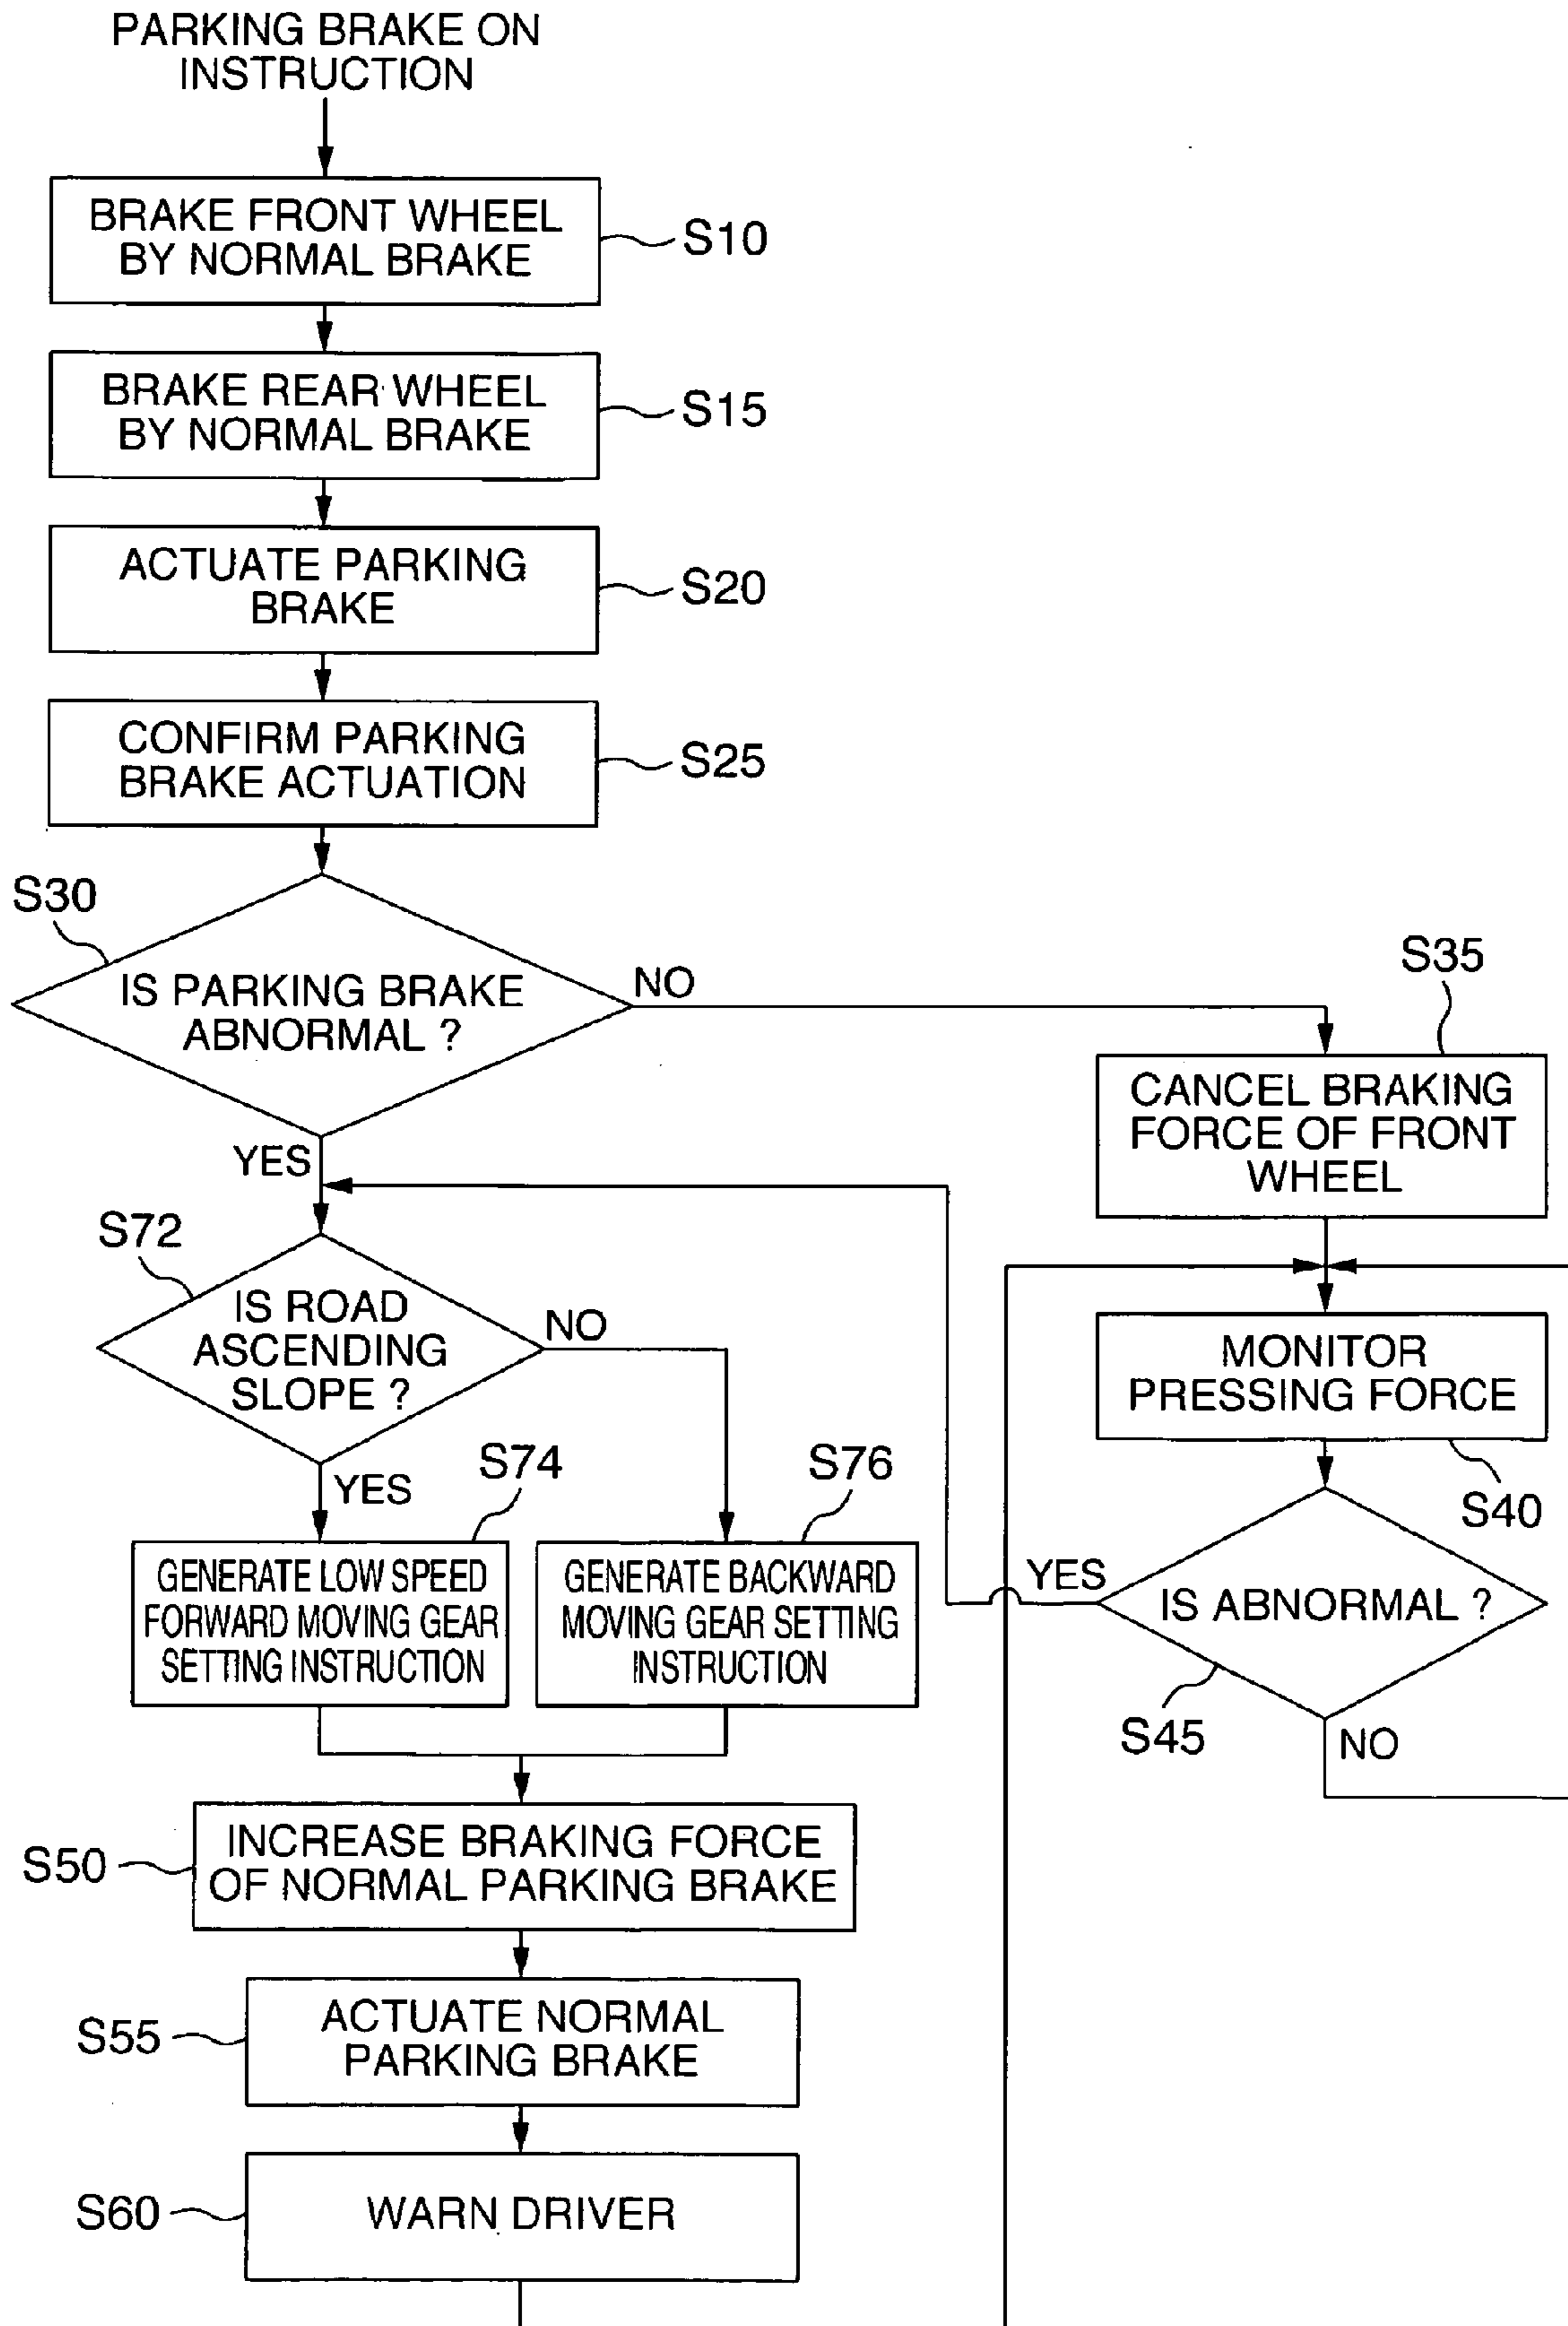 PARKING BRAKE ON
INSTRUCTION
BRAKE FRONT WHEEL
BY NORMAL BRAKE
S10
BRAKE REAR WHEEL
BY NORMAL BRAKE
S15
ACTUATE PARKING
BRAKE
S20
CONFIRM PARKING
BRAKE ACTUATION
S25
S30
IS PARKING BRAKE
ABNORMAL ?
NO
YES
S35
CANCEL BRAKING
FORCE OF FRONT
WHEEL
S72
IS ROAD
ASCENDING
SLOPE ?
NO
YES
MONITOR
PRESSING FORCE
S40
S74
GENERATE LOW SPEED
FORWARD MOVING GEAR
SETTING INSTRUCTION
S76
GENERATE BACKWARD
MOVING GEAR SETTING
INSTRUCTION
YES
IS ABNORMAL ?
S45
NO
S50
INCREASE BRAKING FORCE
OF NORMAL PARKING BRAKE
S55
ACTUATE NORMAL
PARKING BRAKE
S60
WARN DRIVER